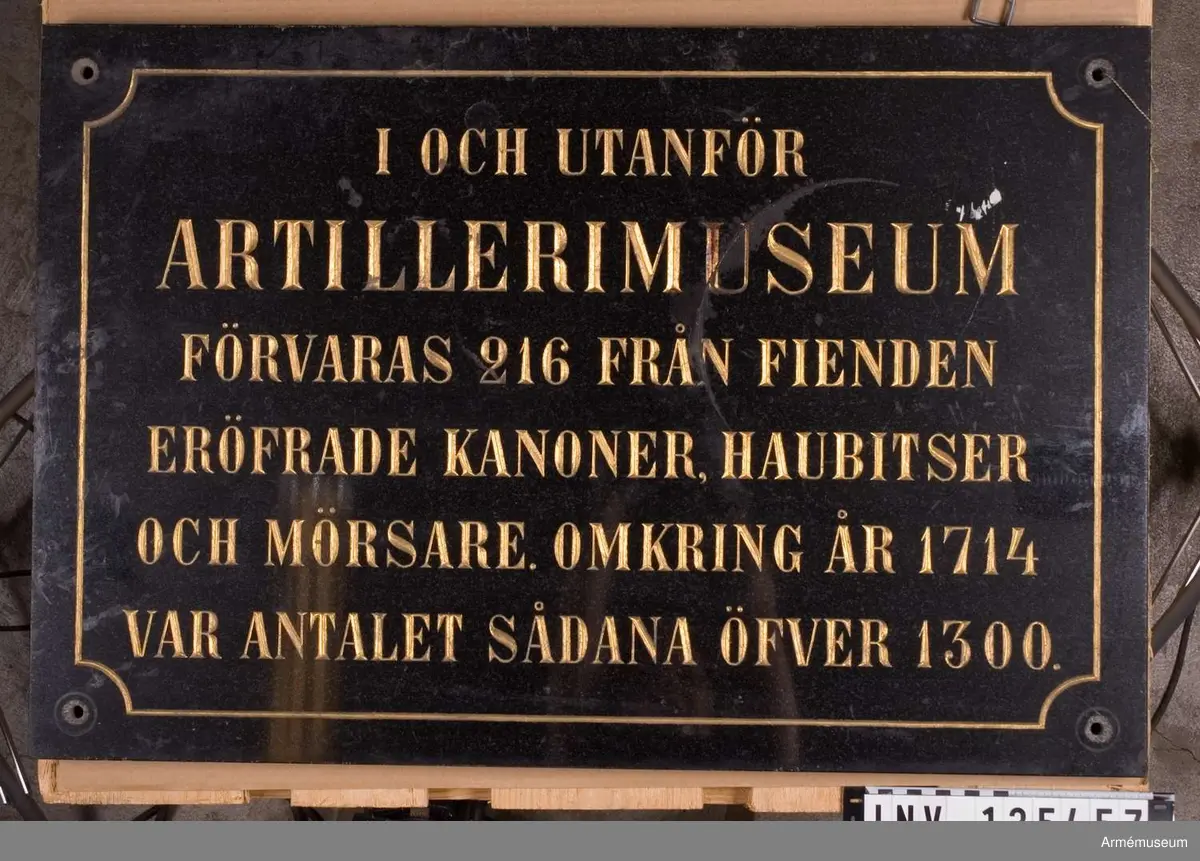 I OCH UTANFÖR
ARTILLERIMUSEUM
FÖRVARAS 216 FRÅN FIENDEN
ERÖFRADE KANONER, HAUBITSER
OCH MÖRSARE. OMKRING ÅR 1714
VAR ANTALET SÅDANA ÖFVER 1300.
INV
Armémuseum